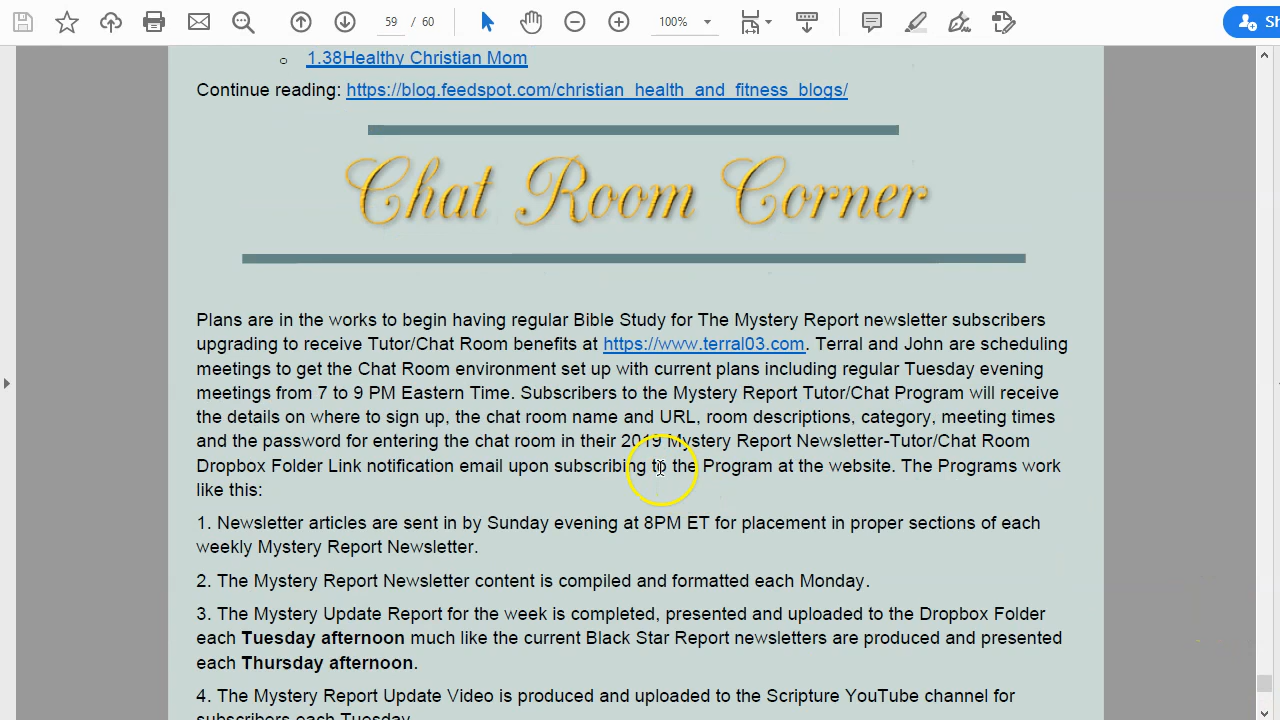 59 / 60
100%
Sh
○ 1.38Healthy Christian Mom
Continue reading: https://blog.feedspot.com/christian_health_and_fitness_blogs/
Chat Room Corner
Plans are in the works to begin having regular Bible Study for The Mystery Report newsletter subscribers
upgrading to receive Tutor/Chat Room benefits at https://www.terral03.com. Terral and John are scheduling
meetings to get the Chat Room environment set up with current plans including regular Tuesday evening
meetings from 7 to 9 PM Eastern Time. Subscribers to the Mystery Report Tutor/Chat Program will receive
the details on where to sign up, the chat room name and URL, room descriptions, category, meeting times
and the password for entering the chat room in their 2019 Mystery Report Newsletter-Tutor/Chat Room
Dropbox Folder Link notification email upon subscribing to the Program at the website. The Programs work
like this:
1. Newsletter articles are sent in by Sunday evening at 8PM ET for placement in proper sections of each
weekly Mystery Report Newsletter.
2. The Mystery Report Newsletter content is compiled and formatted each Monday.
3. The Mystery Update Report for the week is completed, presented and uploaded to the Dropbox Folder
each Tuesday afternoon much like the current Black Star Report newsletters are produced and presented
each Thursday afternoon.
4. The Mystery Report Update Video is produced and uploaded to the Scripture YouTube channel for
subscribers each Tuesday